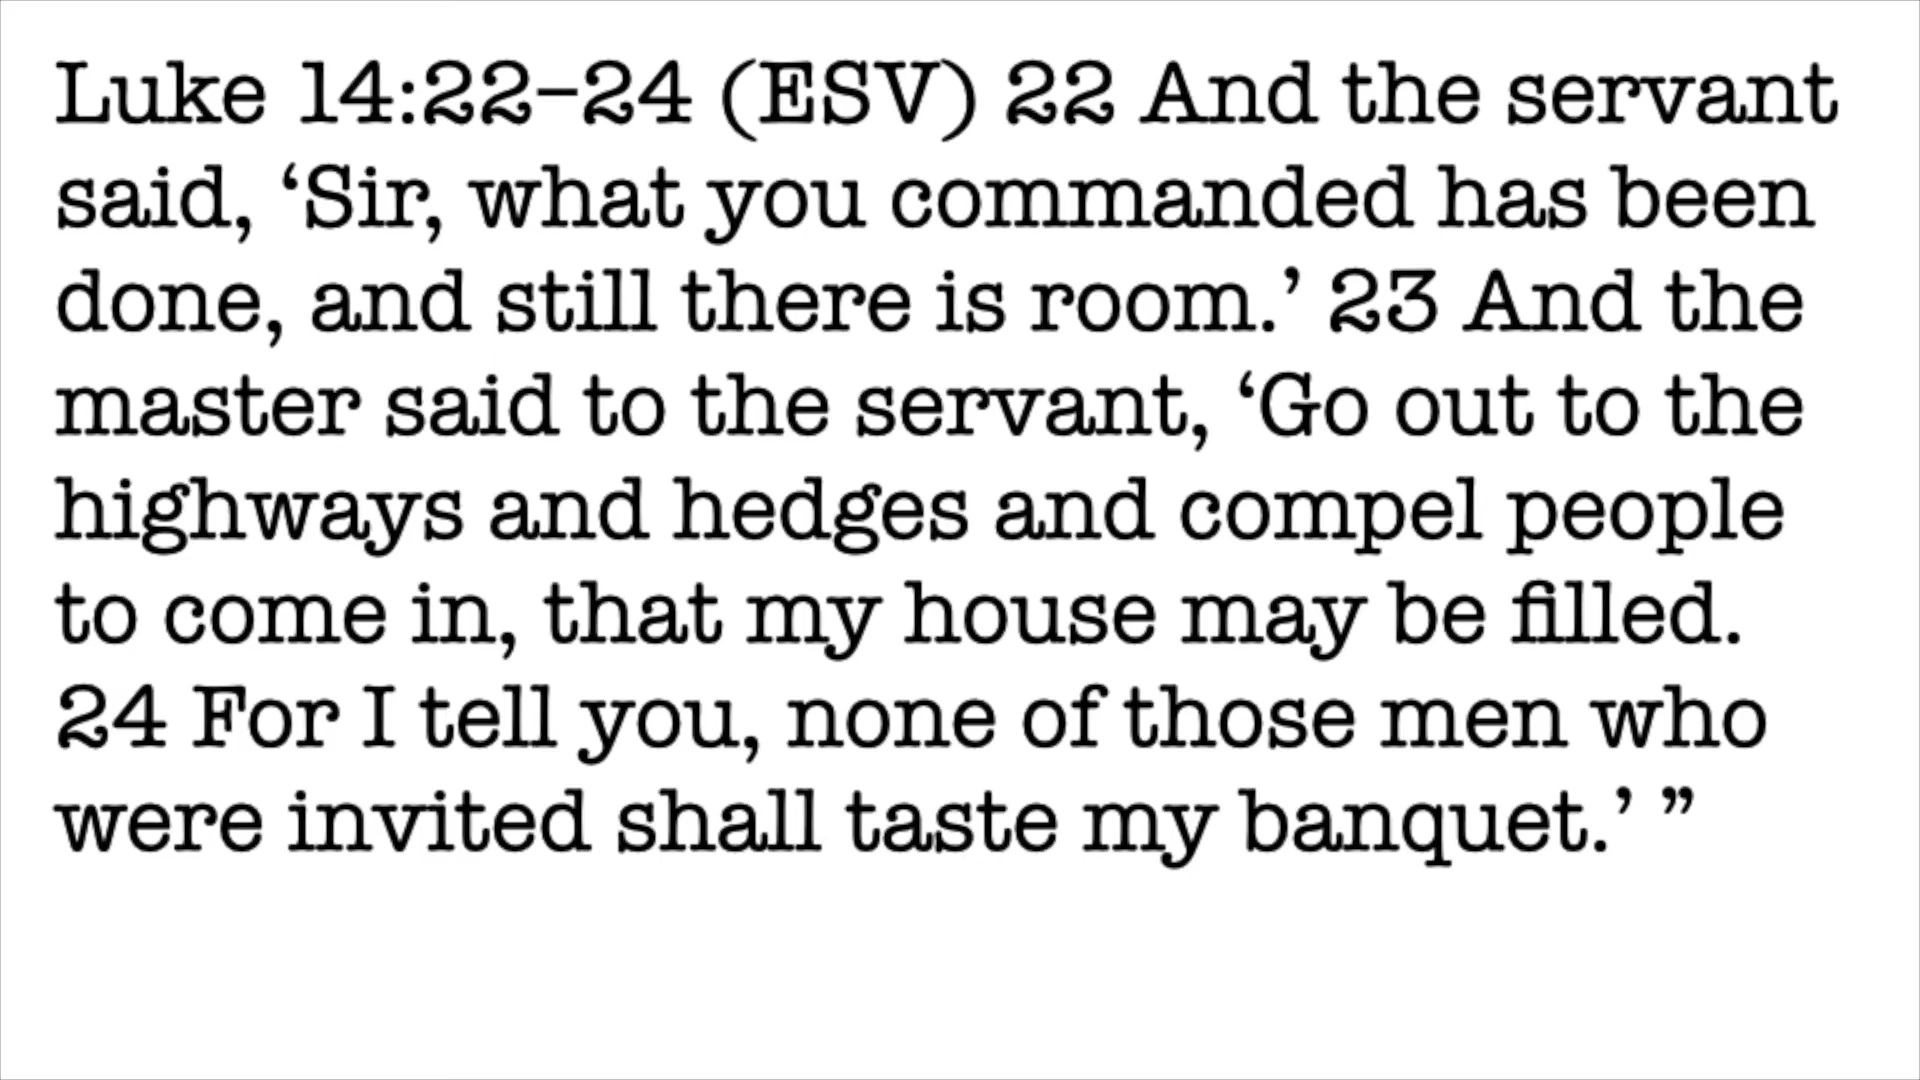 Luke 14:22–24 (ESV) 22 And the servant
said, ‘Sir, what you commanded has been
done, and still there is room.’ 23 And the
master said to the servant, ‘Go out to the
highways and hedges and compel people
to come in, that my house may be filled.
24 For I tell you, none of those men who
were invited shall taste my banquet.’ ”